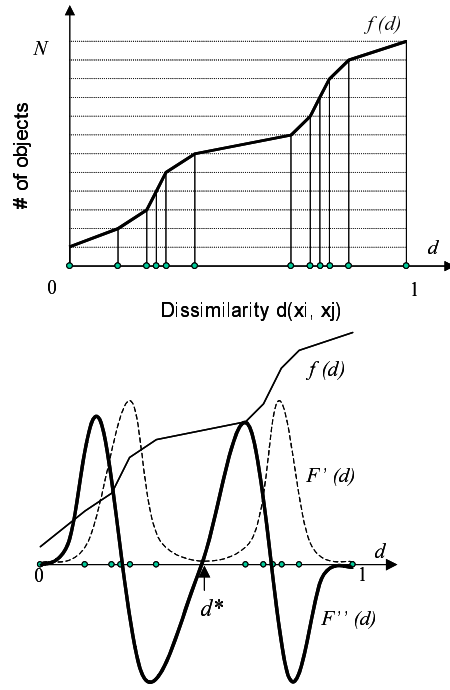 f(d)
N
# of objects
d
0
1
Dissimilarity d(xi, xj)
f (d)
F' (d)
d
0
1
d*
F'' (d)